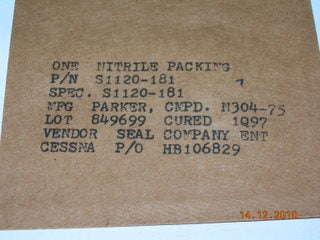 ONE NITRILE PACKING
P/N S1120-181
SPEC. S1120-181
MFG PARKER, CMPD. N304-75
LOT 849699 CURED 1Q97
VENDOR SEAL COMPANY ENT
CESSNA P/O HB106829
14.12.2010